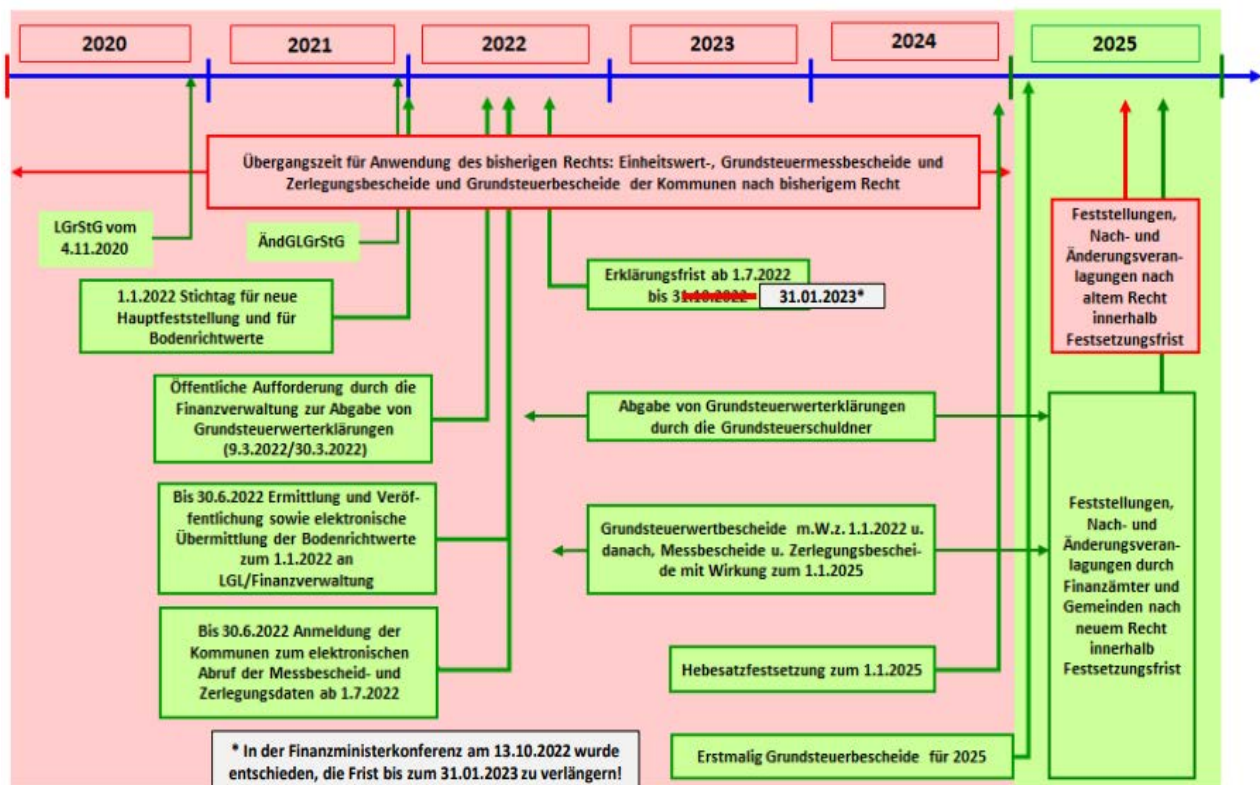 2020
2021
2022
2023
2024
2025
Übergangszeit für Anwendung des bisherigen Rechts: Einheitswert-, Grundsteuermessbescheide und
Zerlegungsbescheide und Grundsteuerbescheide der Kommunen nach bisherigem Recht
LGrStG vom
4.11.2020
ÄndGLGrStG
1.1.2022 Stichtag für neue
Hauptfeststellung und für
Bodenrichtwerte
Erklärungsfrist ab 1.7.2022
bis 31.10.2022
31.01.2023*
Feststellungen,
Nach- und
Änderungsveran-
lagungen nach
altem Recht
innerhalb
Festsetzungsfrist
Öffentliche Aufforderung durch die
Finanzverwaltung zur Abgabe von
Grundsteuerwerterklärungen
(9.3.2022/30.3.2022)
Abgabe von Grundsteuerwerterklärungen
durch die Grundsteuerschuldner
Bis 30.6.2022 Ermittlung und Veröf-
fentlichung sowie elektronische
Übermittlung der Bodenrichtwerte
zum 1.1.2022 an
LGL/Finanzverwaltung
Grundsteuerwertbescheide m.W.z. 1.1.2022 u.
danach, Messbescheide u. Zerlegungsbeschei-
de mit Wirkung zum 1.1.2025
Feststellungen,
Nach- und
Änderungsveran-
lagungen durch
Finanzämter und
Gemeinden nach
neuem Recht
innerhalb
Festsetzungsfrist
Bis 30.6.2022 Anmeldung der
Kommunen zum elektronischen
Abruf der Messbescheid- und
Zerlegungsdaten ab 1.7.2022
Hebesatzfestsetzung zum 1.1.2025
* In der Finanzministerkonferenz am 13.10.2022 wurde
entschieden, die Frist bis zum 31.01.2023 zu verlängern!
Erstmalig Grundsteuerbescheide für 2025